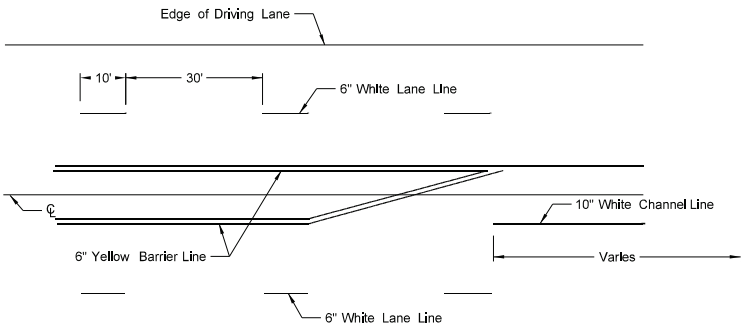 Edge of Driving Lane
10'
30'
6" White Lane Line
℄
10" White Channel Line
6" Yellow Barrier Line
Varies
6" White Lane Line